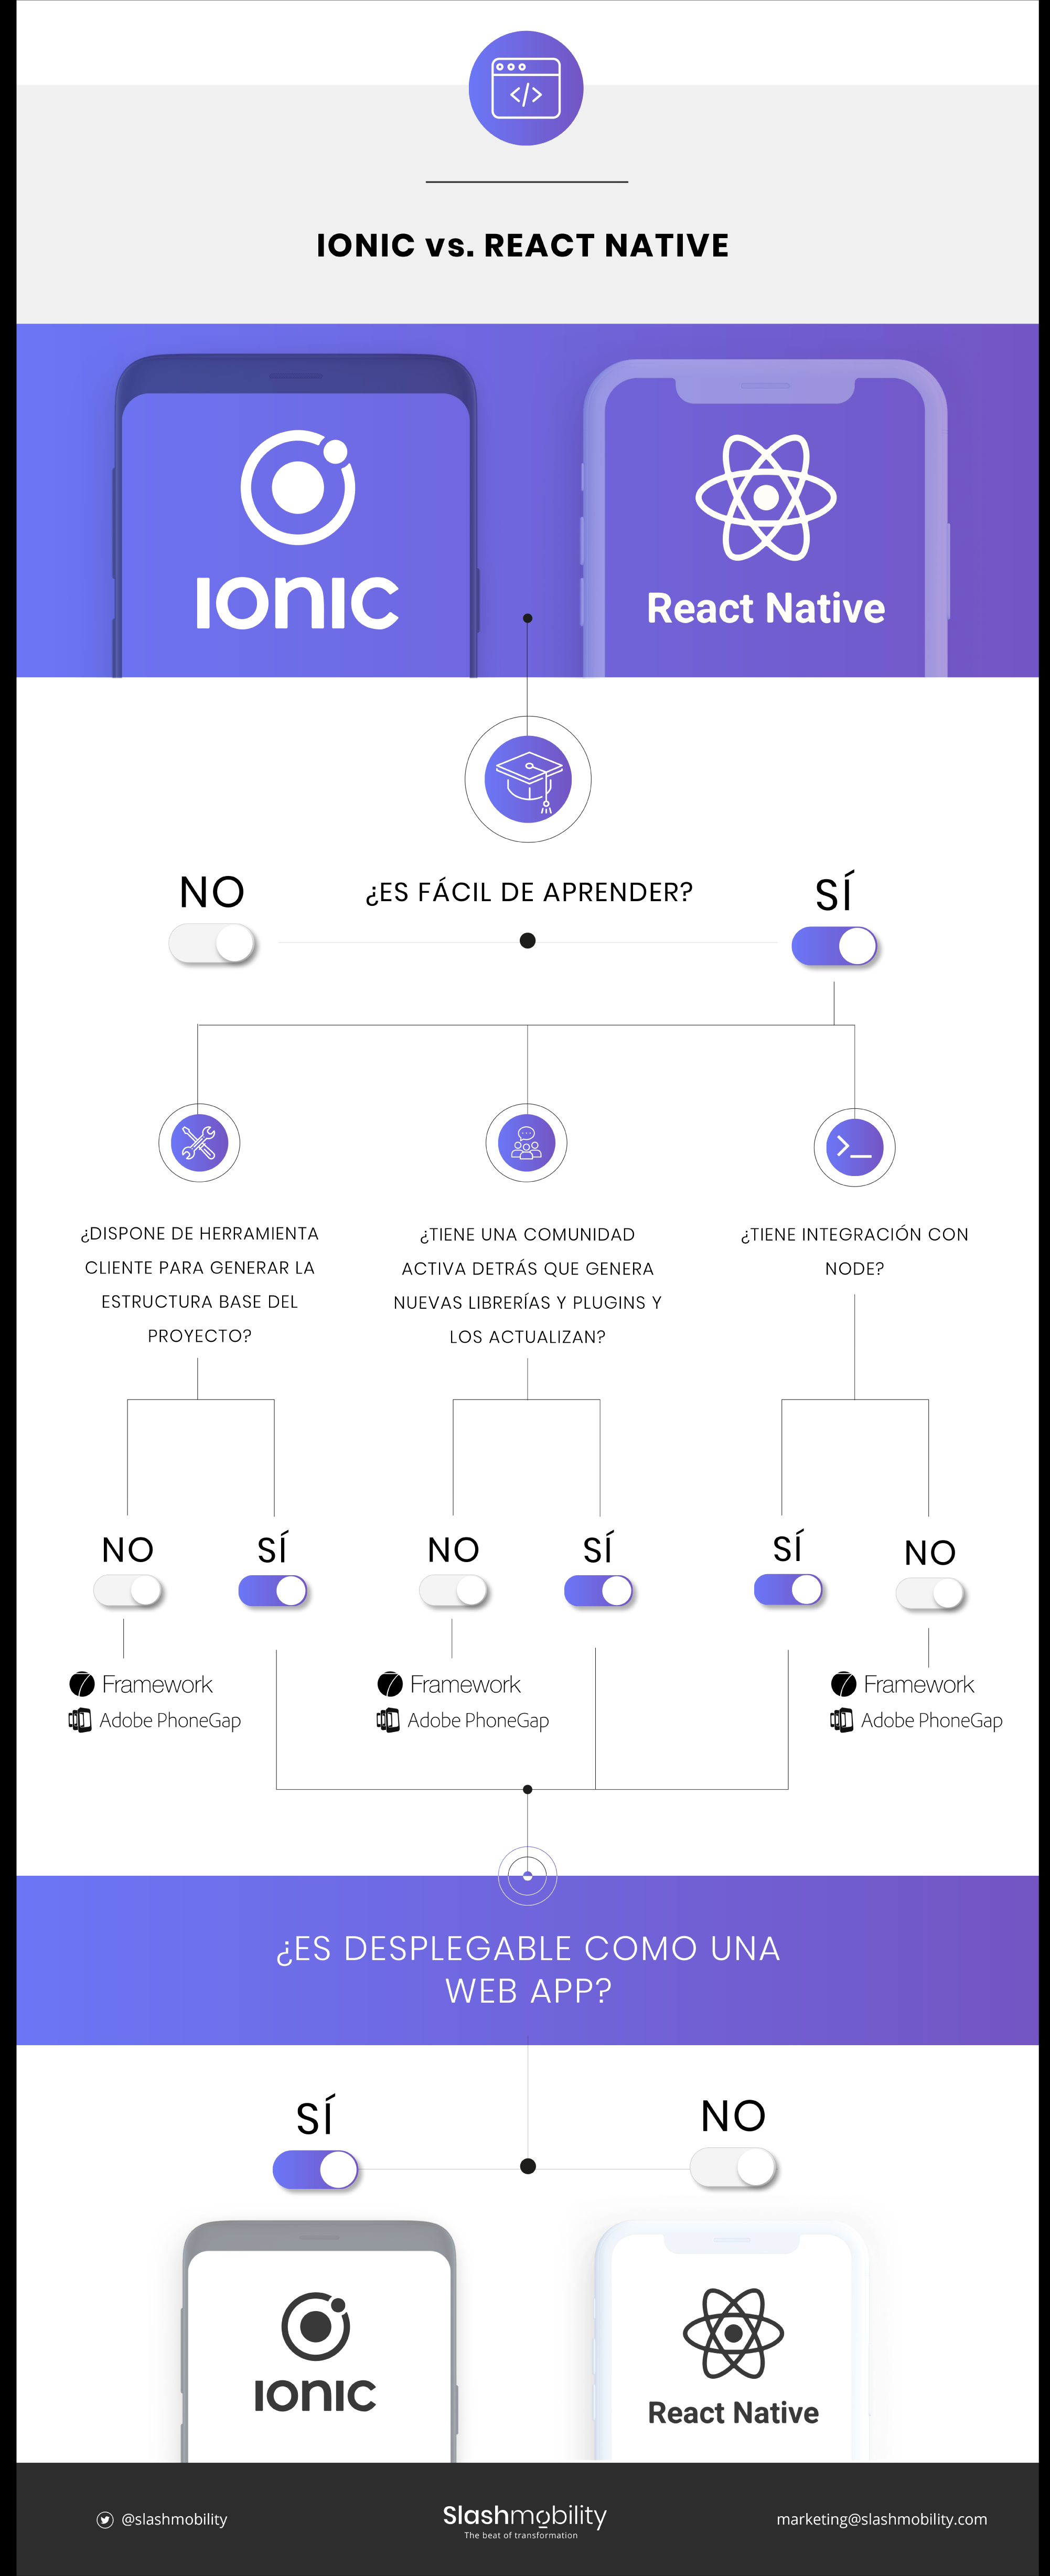 </>
IONIC vs. REACT NATIVE
IONIC
React Native
NO
¿ES FÁCIL DE APRENDER?
SÍ
¿DISPONE DE HERRAMIENTA
CLIENTE PARA GENERAR LA
ESTRUCTURA BASE DEL
PROYECTO?
¿TIENE UNA COMUNIDAD
ACTIVA DETRÁS QUE GENERA
NUEVAS LIBRERÍAS Y PLUGINS Y
LOS ACTUALIZAN?
¿TIENE INTEGRACIÓN CON
NODE?
NO
SÍ
NO
SÍ
SÍ
NO
7 Framework
Adobe PhoneGap
7 Framework
Adobe PhoneGap
7 Framework
Adobe PhoneGap
¿ES DESPLEGABLE COMO UNA
WEB APP?
SÍ
NO
IONIC
React Native
@slashmobility
Slashmobility
The beat of transformation
marketing@slashmobility.com